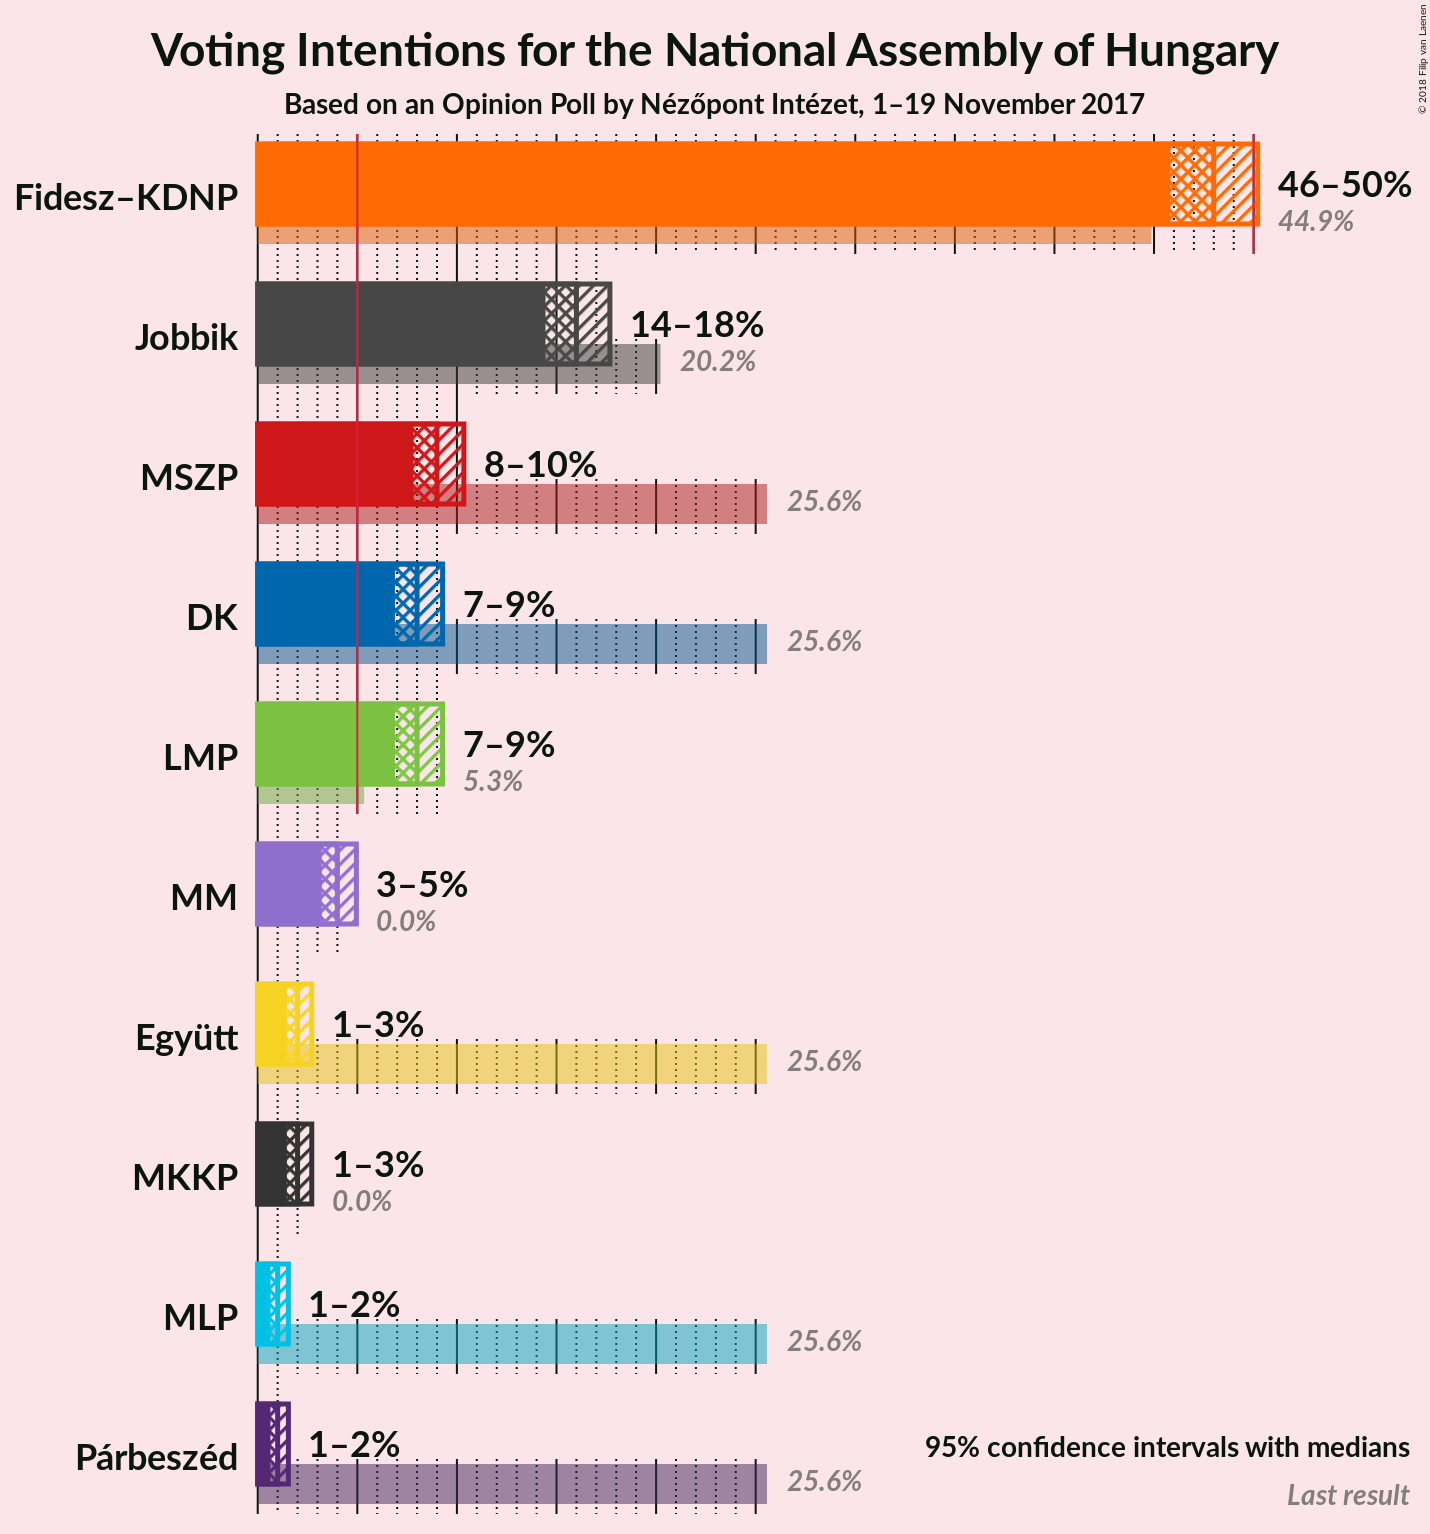 Voting Intentions for the National Assembly of Hungary
Based on an Opinion Poll by Nézőpont Intézet, 1–19 November 2017
© 2018 Filip van Laenen
Fidesz–KDNP
46–50%
44.9%
Jobbik
14–18%
20.2%
MSZP
8–10%
25.6%
DK
7–9%
25.6%
LMP
7–9%
5.3%
MM
3–5%
0.0%
Együtt
1–3%
25.6%
MKKP
1–3%
0.0%
MLP
1–2%
25.6%
Párbeszéd
1–2%
25.6%
95% confidence intervals with medians
Last result